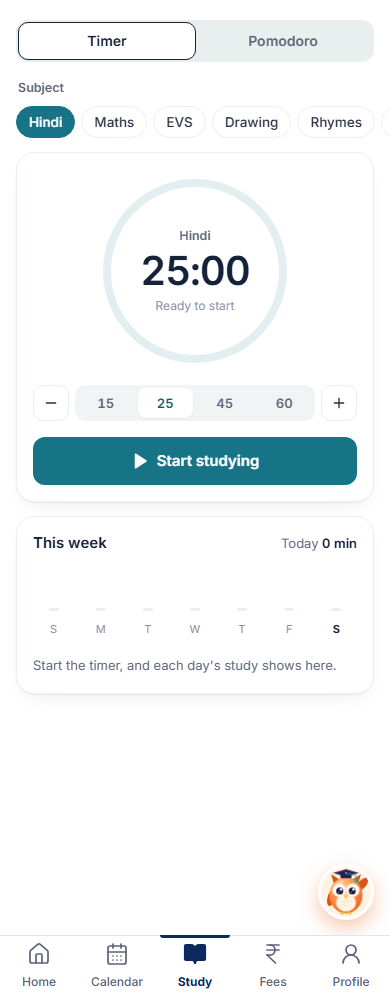 Timer
Pomodoro
Subject
Hindi
Maths
EVS
Drawing
Rhymes
Hindi
25:00
Ready to start
− 15 25 45 60 +
Start studying
This week
Today 0 min
S M T W T F S
Start the timer, and each day's study shows here.
Home
Calendar
Study
Fees
Profile